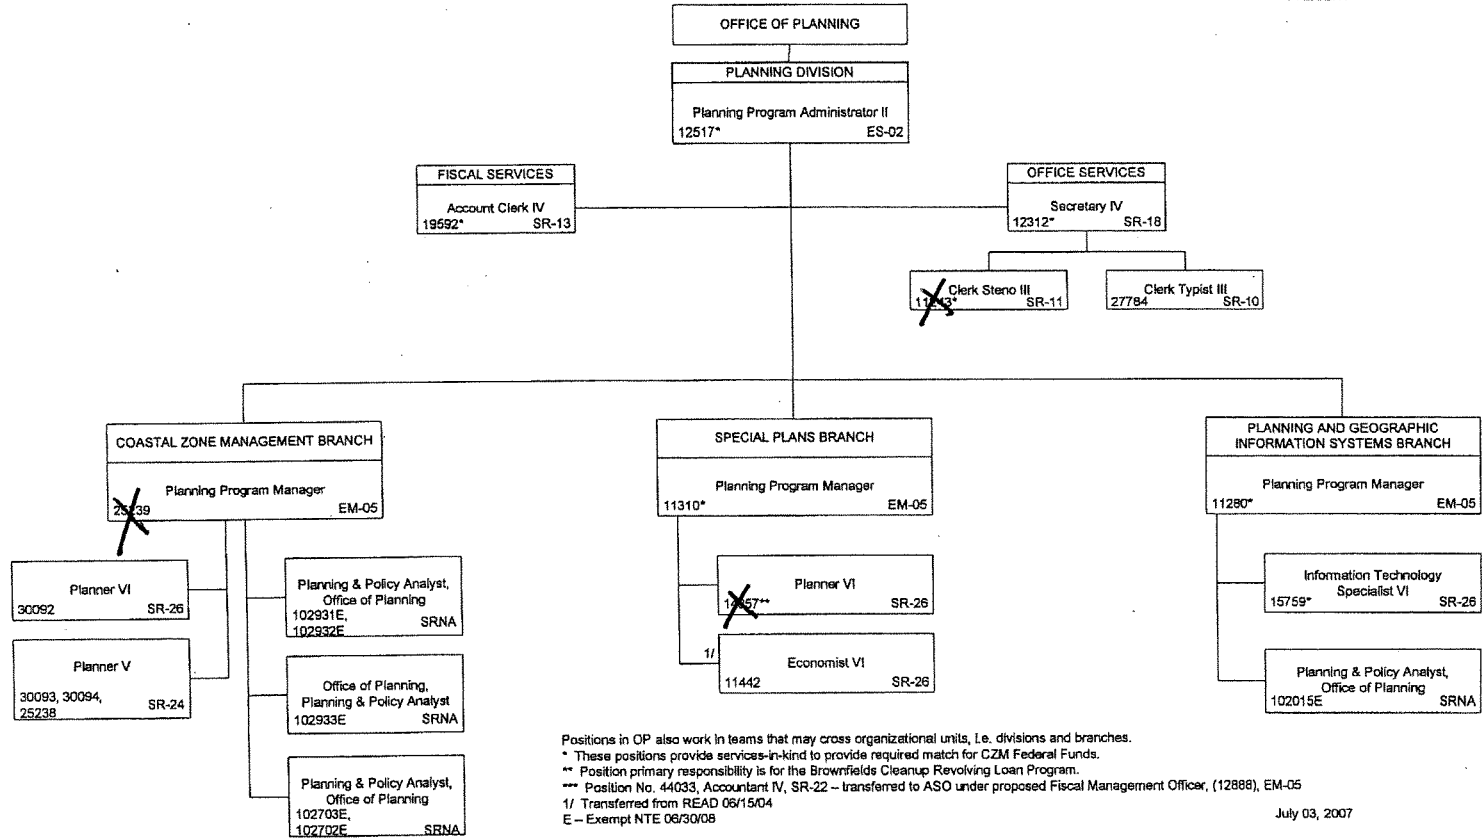 OFFICE OF PLANNING
PLANNING DIVISION
Planning Program Administrator II
12517* ES-02
FISCAL SERVICES
Account Clerk IV
19592* SR-13
OFFICE SERVICES
Secretary IV
12312* SR-18
Clerk Steno III
SR-11
Clerk Typist III
27784 SR-10
COASTAL ZONE MANAGEMENT BRANCH
Planning Program Manager
25239 EM-05
Planner VI
30092 SR-26
Planner V
30093, 30094, SR-24
25238
Planning & Policy Analyst,
Office of Planning
102931E, SRNA
102932E
Office of Planning,
Planning & Policy Analyst
102933E SRNA
Planning & Policy Analyst,
Office of Planning
102703E,
102702E SRNA
SPECIAL PLANS BRANCH
Planning Program Manager
11310* EM-05
Planner VI
SR-26
1/
Economist VI
11442 SR-26
PLANNING AND GEOGRAPHIC
INFORMATION SYSTEMS BRANCH
Planning Program Manager
11280* EM-05
Information Technology
Specialist VI
15759* SR-26
Planning & Policy Analyst,
Office of Planning
102015E SRNA
Positions in OP also work in teams that may cross organizational units, i.e. divisions and branches.
* These positions provide services-in-kind to provide required match for CZM Federal Funds.
** Position primary responsibility is for the Brownfields Cleanup Revolving Loan Program.
*** Position No. 44033, Accountant IV, SR-22 – transferred to ASO under proposed Fiscal Management Officer, (12888), EM-05
1/ Transferred from READ 06/15/04
E – Exempt NTE 06/30/08
July 03, 2007